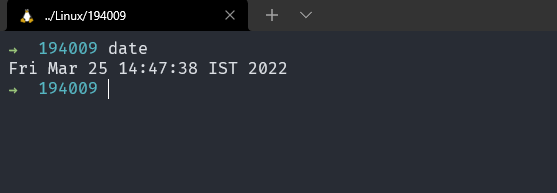 ../Linux/194009
→ 194009 date
Fri Mar 25 14:47:38 IST 2022
→ 194009